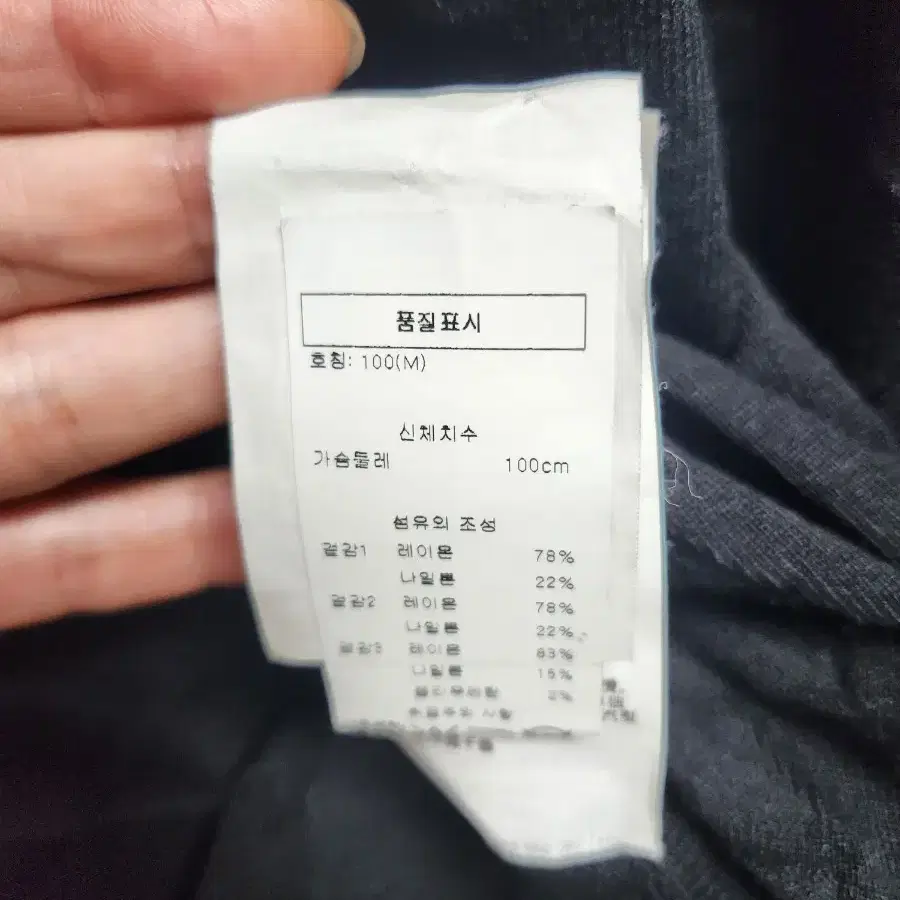 품질표시
호칭: 100(M)
신체치수
가슴둘레 100cm
섬유의 조성
겉감1 레이온 78%
나일론 22%
겉감2 레이온 78%
나일론 22%
겉감3 레이온 83%
나일론 15%
폴리우레탄 2%